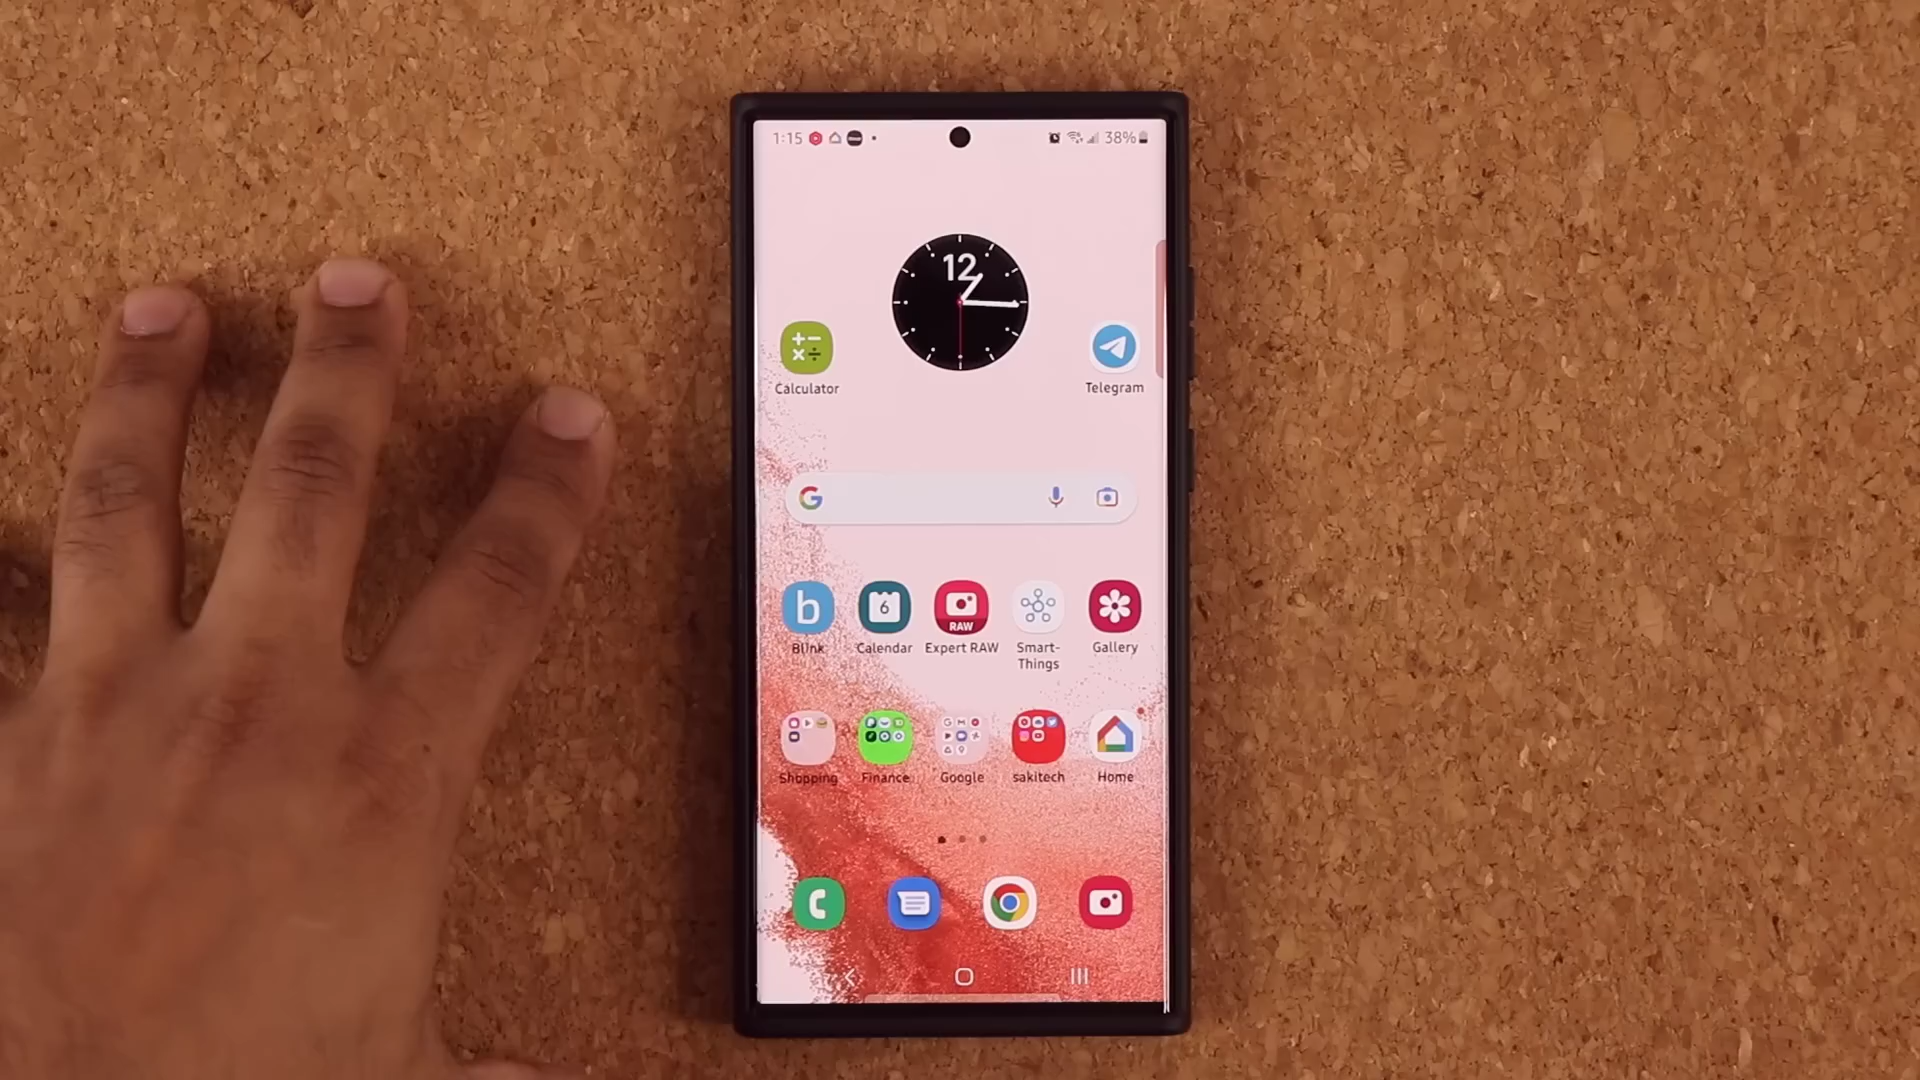 1:15
38%
12
Calculator
Telegram
G
b
6
RAW
Blink
Calendar
Expert RAW
Smart-
Things
Gallery
Shopping
Finance
Google
sakitech
Home